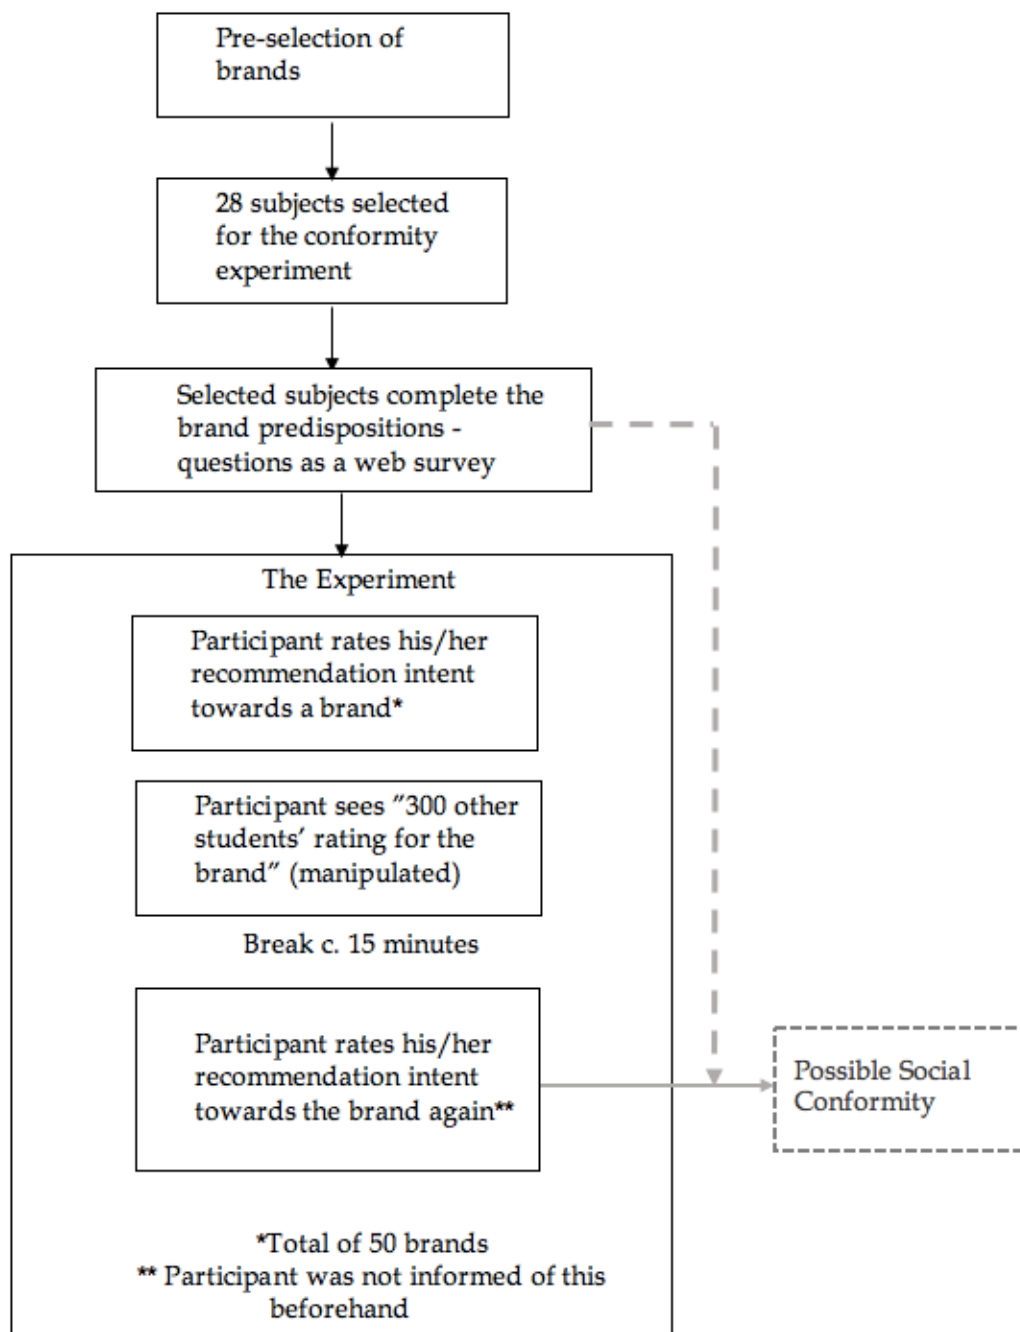 Pre-selection of
brands
28 subjects selected
for the conformity
experiment
Selected subjects complete the
brand predispositions -
questions as a web survey
The Experiment
Participant rates his/her
recommendation intent
towards a brand*
Participant sees ”300 other
students’ rating for the
brand” (manipulated)
Break c. 15 minutes
Participant rates his/her
recommendation intent
towards the brand again**
Possible Social
Conformity
*Total of 50 brands
** Participant was not informed of this
beforehand